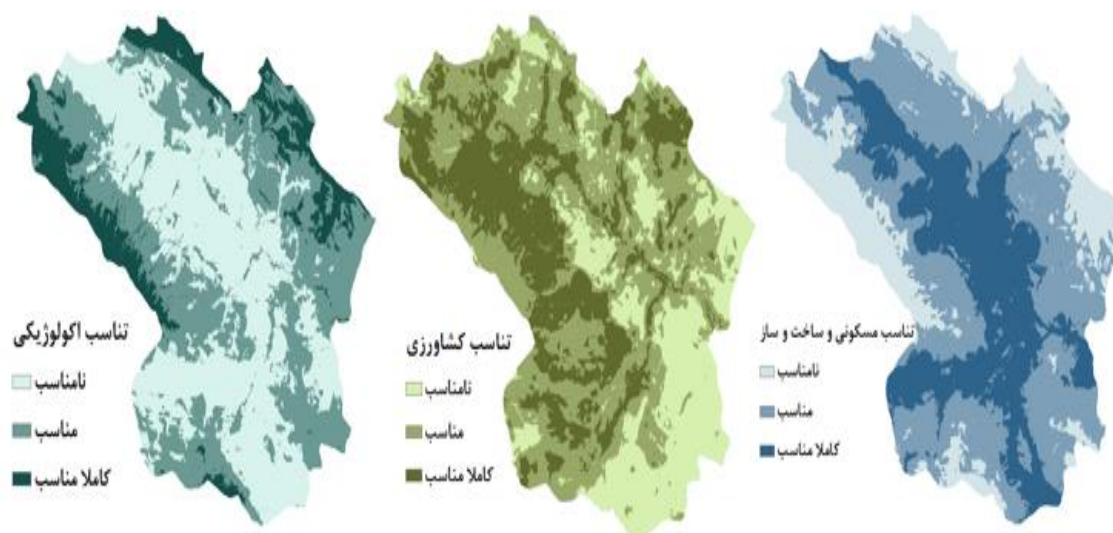 تناسب اکولوژیکی
نامناسب
مناسب
کاملا مناسب
تناسب کشاورزی
نامناسب
مناسب
کاملا مناسب
تناسب مسکونی و ساخت و ساز
نامناسب
مناسب
کاملا مناسب